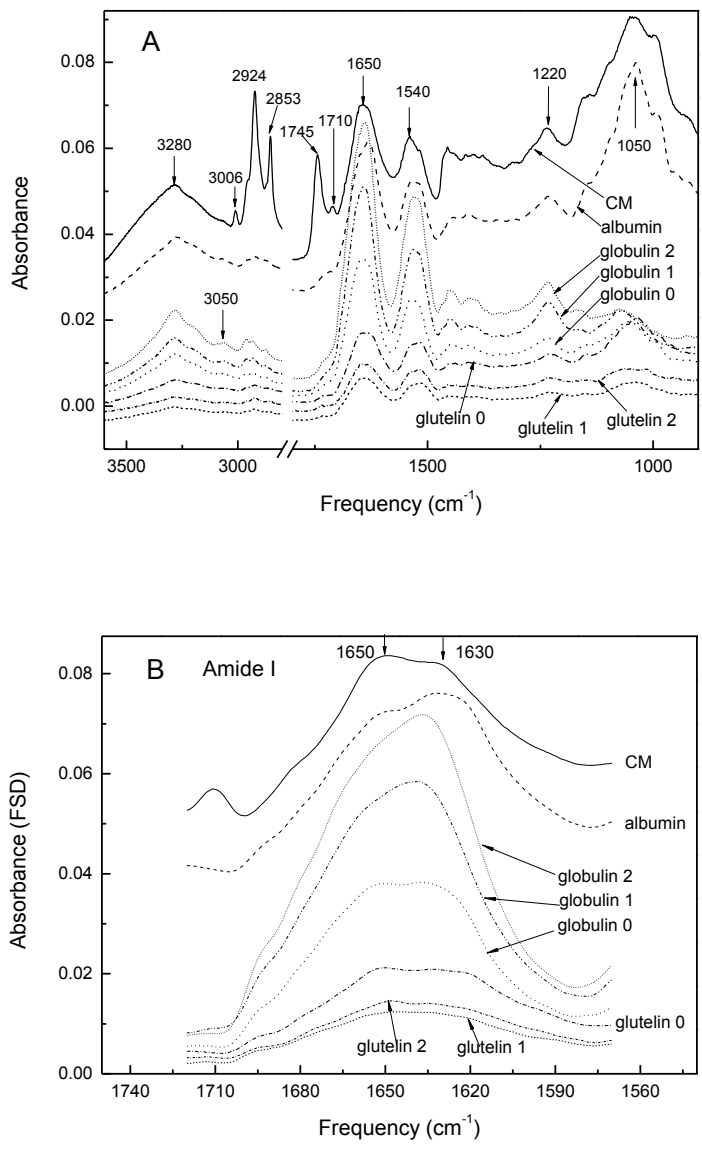 A
0.08
0.06
0.04
0.02
0.00
Absorbance
3280
3006
2924
2853
3050
1745
1710
1650
1540
1220
1050
CM
albumin
globulin 2
globulin 1
globulin 0
glutelin 0
glutelin 1
glutelin 2
3500
3000
1500
1000
Frequency (cm⁻¹)
B
Amide I
1650
1630
0.08
0.06
0.04
0.02
0.00
Absorbance (FSD)
CM
albumin
globulin 2
globulin 1
globulin 0
glutelin 0
glutelin 2
glutelin 1
1740
1710
1680
1650
1620
1590
1560
Frequency (cm⁻¹)